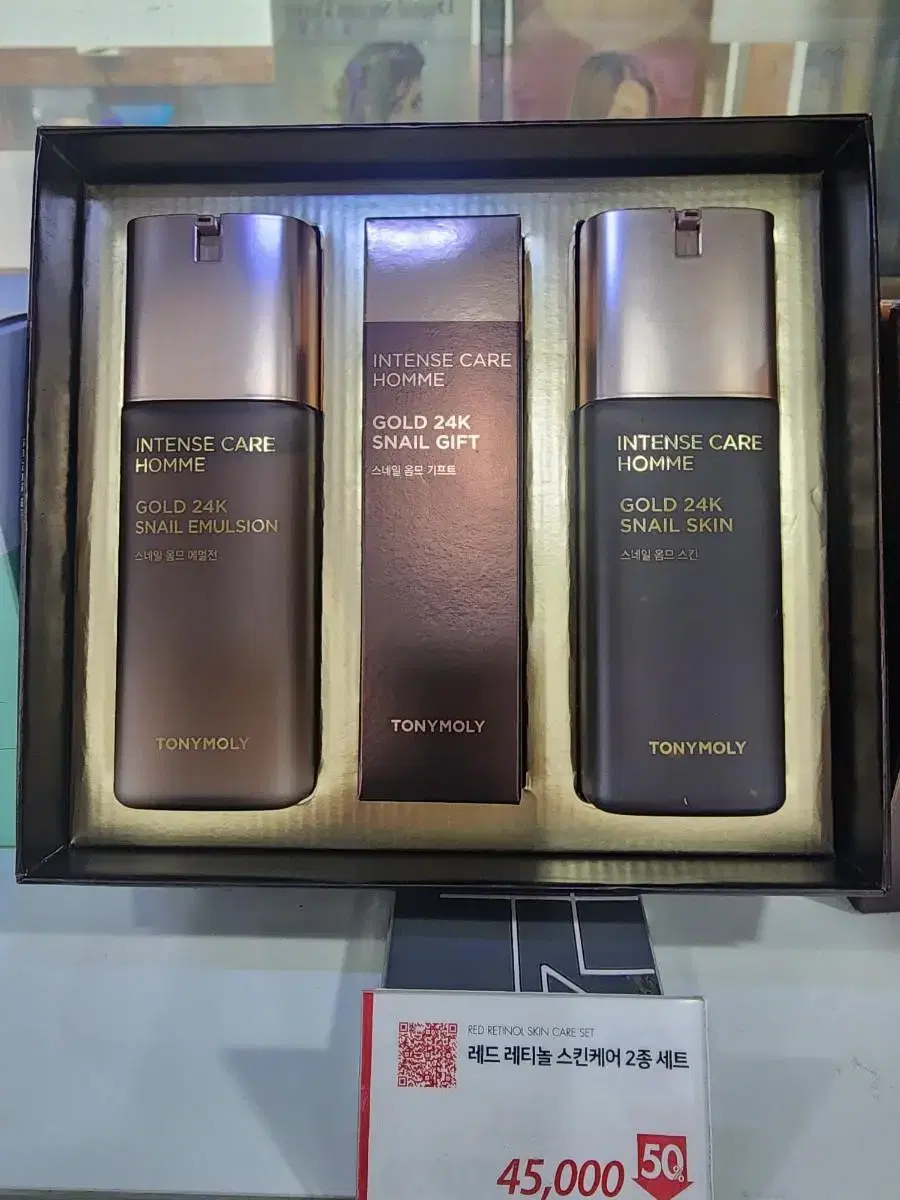 INTENSE CARE
HOMME
GOLD 24K
SNAIL EMULSION
스네일 옴므 에멀전
TONYMOLY
INTENSE CARE
HOMME
GOLD 24K
SNAIL GIFT
스네일 옴므 기프트
TONYMOLY
INTENSE CARE
HOMME
GOLD 24K
SNAIL SKIN
스네일 옴므 스킨
TONYMOLY
RED RETINOL SKIN CARE SET
레드 레티놀 스킨케어 2종 세트
45,000
50%